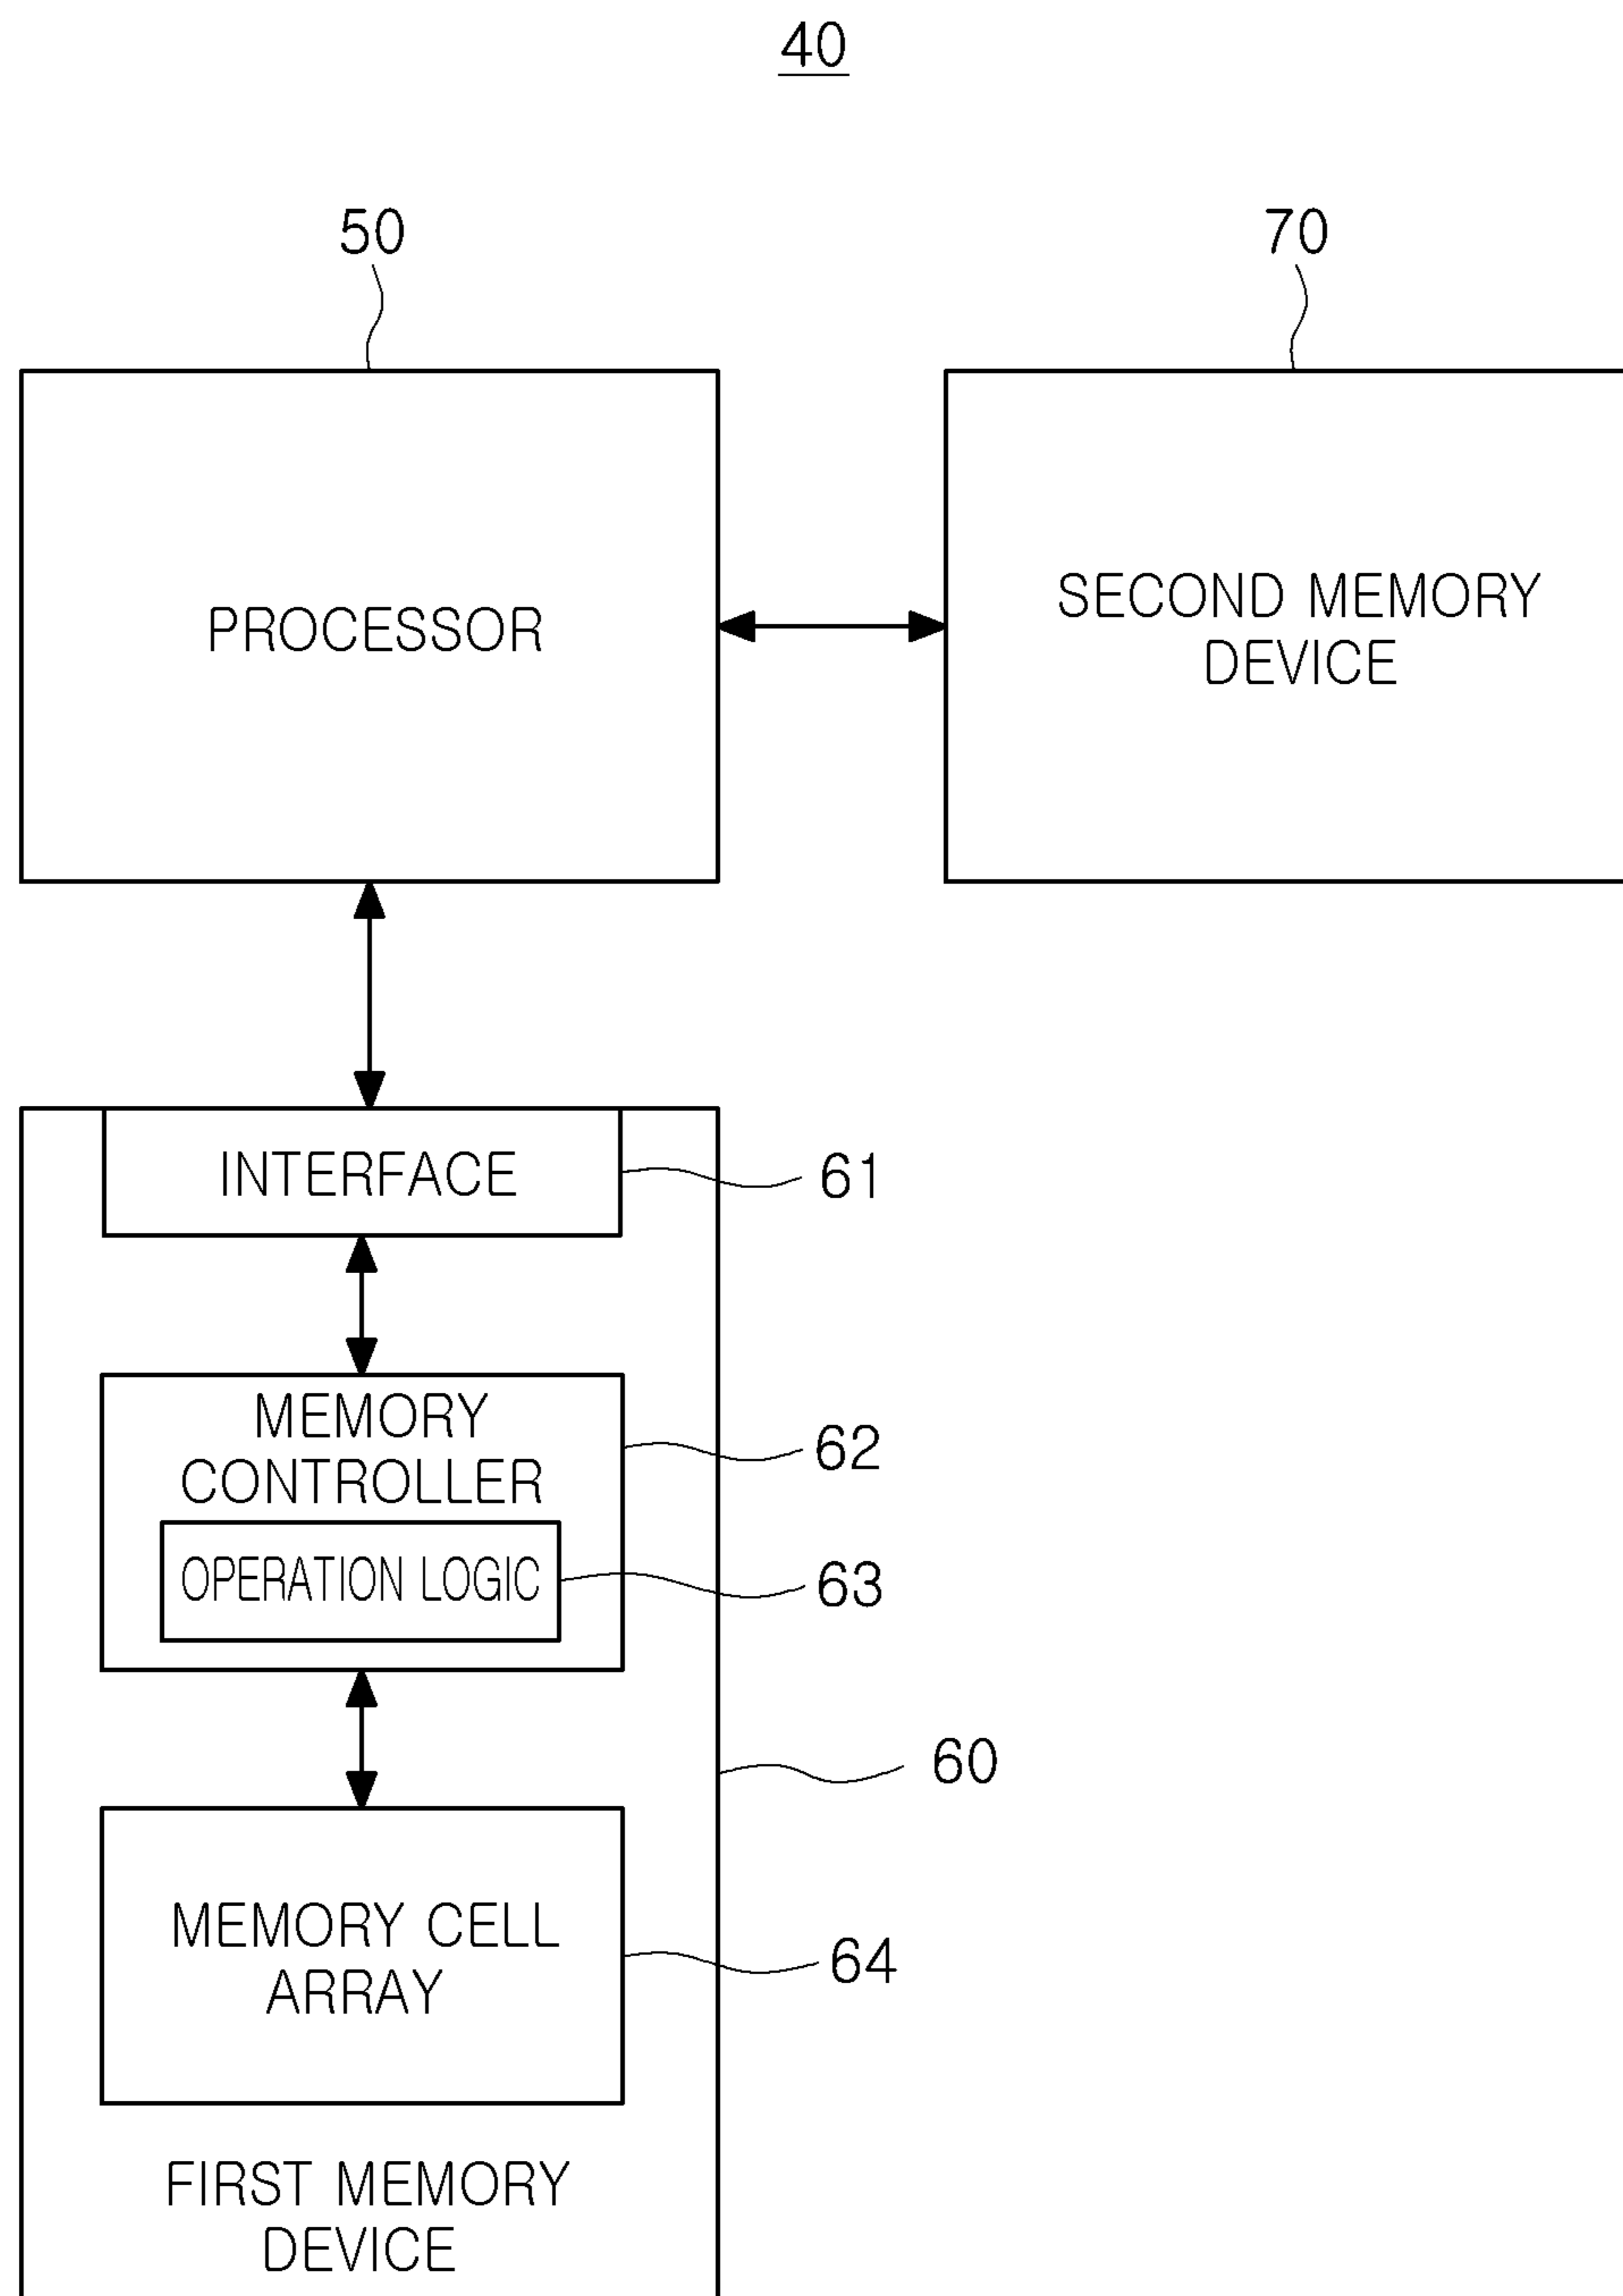 40
50
70
PROCESSOR
SECOND MEMORY
DEVICE
INTERFACE
61
MEMORY
CONTROLLER
62
OPERATION LOGIC
63
60
MEMORY CELL
ARRAY
64
FIRST MEMORY
DEVICE